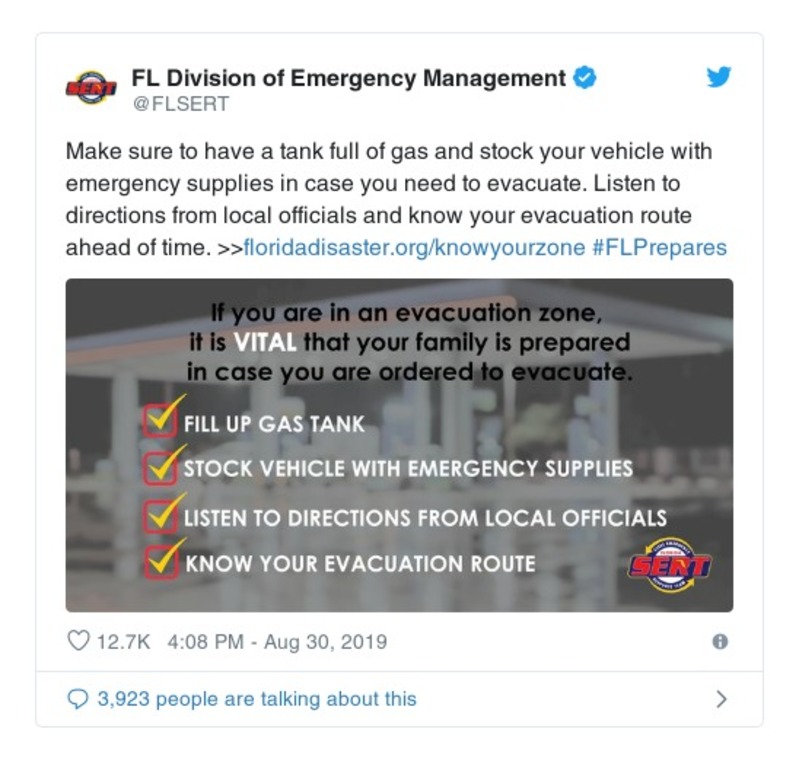 FL Division of Emergency Management
@FLSERT
Make sure to have a tank full of gas and stock your vehicle with
emergency supplies in case you need to evacuate. Listen to
directions from local officials and know your evacuation route
ahead of time. >>floridadisaster.org/knowyourzone #FLPrepares
If you are in an evacuation zone,
it is VITAL that your family is prepared
in case you are ordered to evacuate.
FILL UP GAS TANK
STOCK VEHICLE WITH EMERGENCY SUPPLIES
LISTEN TO DIRECTIONS FROM LOCAL OFFICIALS
KNOW YOUR EVACUATION ROUTE
SERT
12.7K 4:08 PM - Aug 30, 2019
3,923 people are talking about this